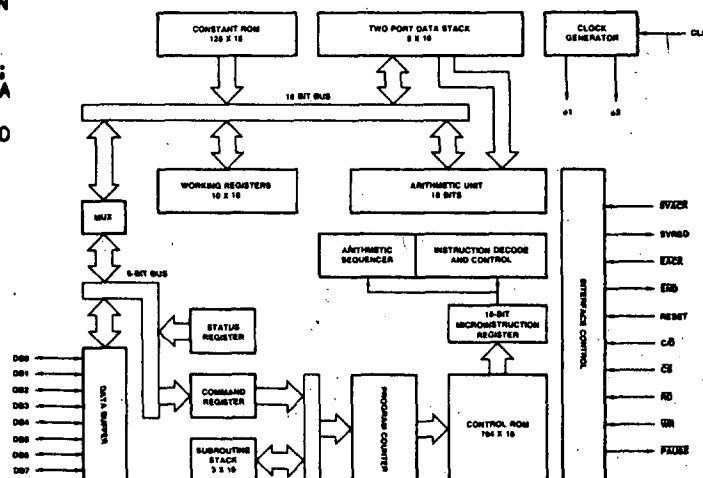 N
A
O
CONSTANT ROM
128 X 16
TWO PORT DATA STACK
8 X 16
CLOCK
GENERATOR
16 BIT BUS
WORKING REGISTERS
10 X 16
ARITHMETIC UNIT
16 BITS
MUX
SVACK
SVREQ
ARITHMETIC
SEQUENCER
INSTRUCTION DECODE
AND CONTROL
EACK
8-BIT BUS
END
INTERFACE CONTROL
STATUS
REGISTER
16-BIT
MICROINSTRUCTION
REGISTER
RESET
C/D
CS
DB0
DB1
DB2
DB3
DB4
DB5
DB6
DB7
DATA BUFFER
COMMAND
REGISTER
PROGRAM COUNTER
CONTROL ROM
768 X 16
RD
WR
PAUSE
SUBROUTINE
STACK
3 X 10